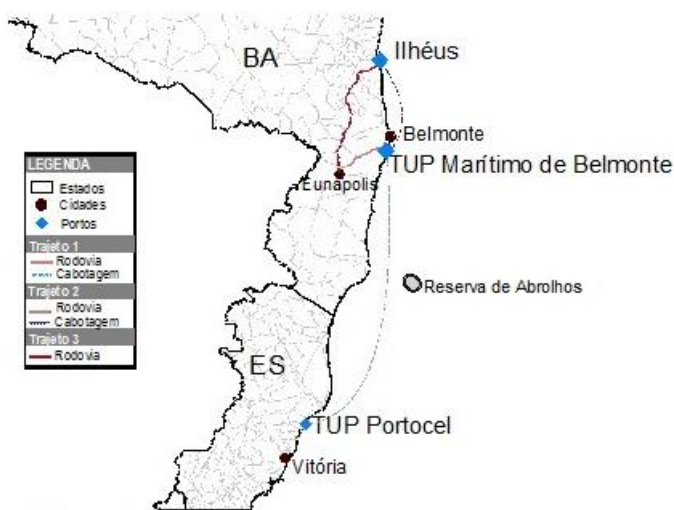 BA
Ilhéus
Belmonte
TUP Marítimo de Belmonte
Eunápolis
LEGENDA
Estados
Cidades
Portos
Trajeto 1
Rodovia
Cabotagem
Trajeto 2
Rodovia
Cabotagem
Trajeto 3
Rodovia
Reserva de Abrolhos
ES
TUP Portocel
Vitória